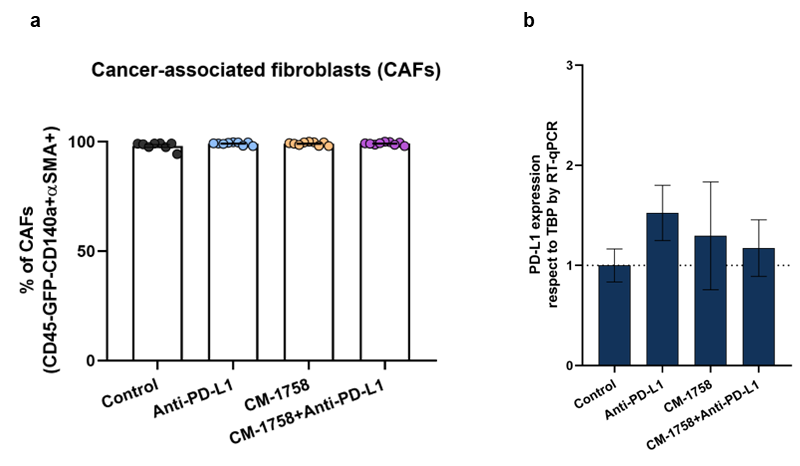 a
Cancer-associated fibroblasts (CAFs)
% of CAFs
(CD45-GFP-CD140a+αSMA+)
100
50
0
Control
Anti-PD-L1
CM-1758
CM-1758+Anti-PD-L1
b
PD-L1 expression
respect to TBP by RT-qPCR
3
2
1
0
Control
Anti-PD-L1
CM-1758
CM-1758+Anti-PD-L1